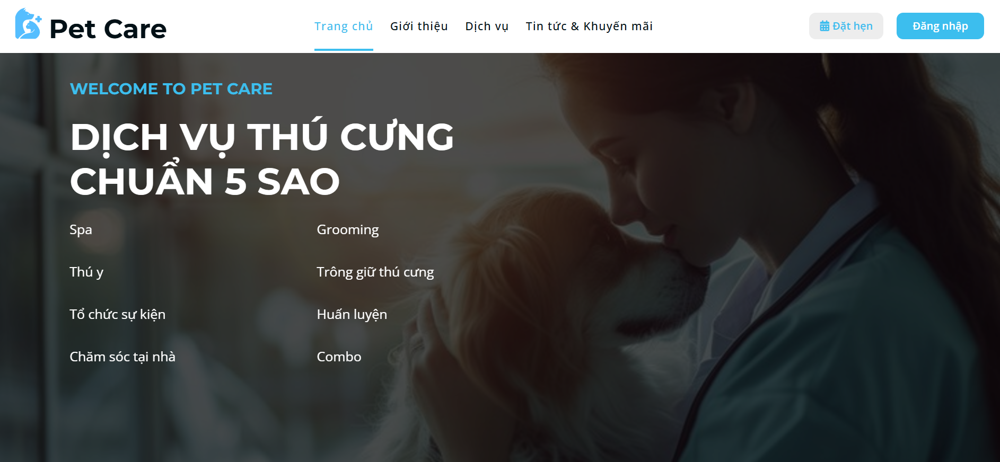 Pet Care
Trang chủ Giới thiệu Dịch vụ Tin tức & Khuyến mãi
Đặt hẹn Đăng nhập
WELCOME TO PET CARE
DỊCH VỤ THÚ CƯNG
CHUẨN 5 SAO
Spa Grooming
Thú y Trông giữ thú cưng
Tổ chức sự kiện Huấn luyện
Chăm sóc tại nhà Combo